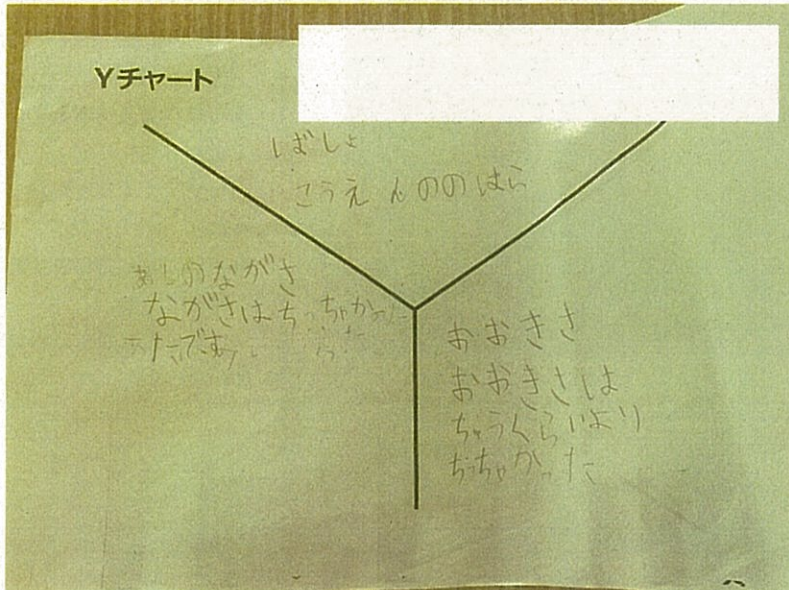 Yチャート
ばしょ
こうえんののはら
あしのながさ
ながさはちっちゃかっ
たです
おおきさ
おおきさは
ちゅうくらいより
ちっちゃかった